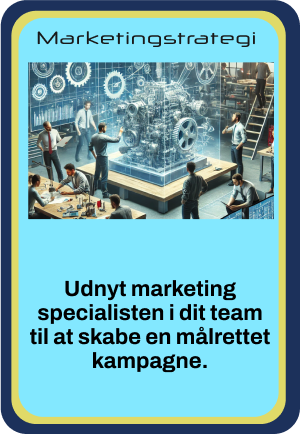 Marketingstrategi
Udnyt marketing
specialisten i dit team
til at skabe en målrettet
kampagne.